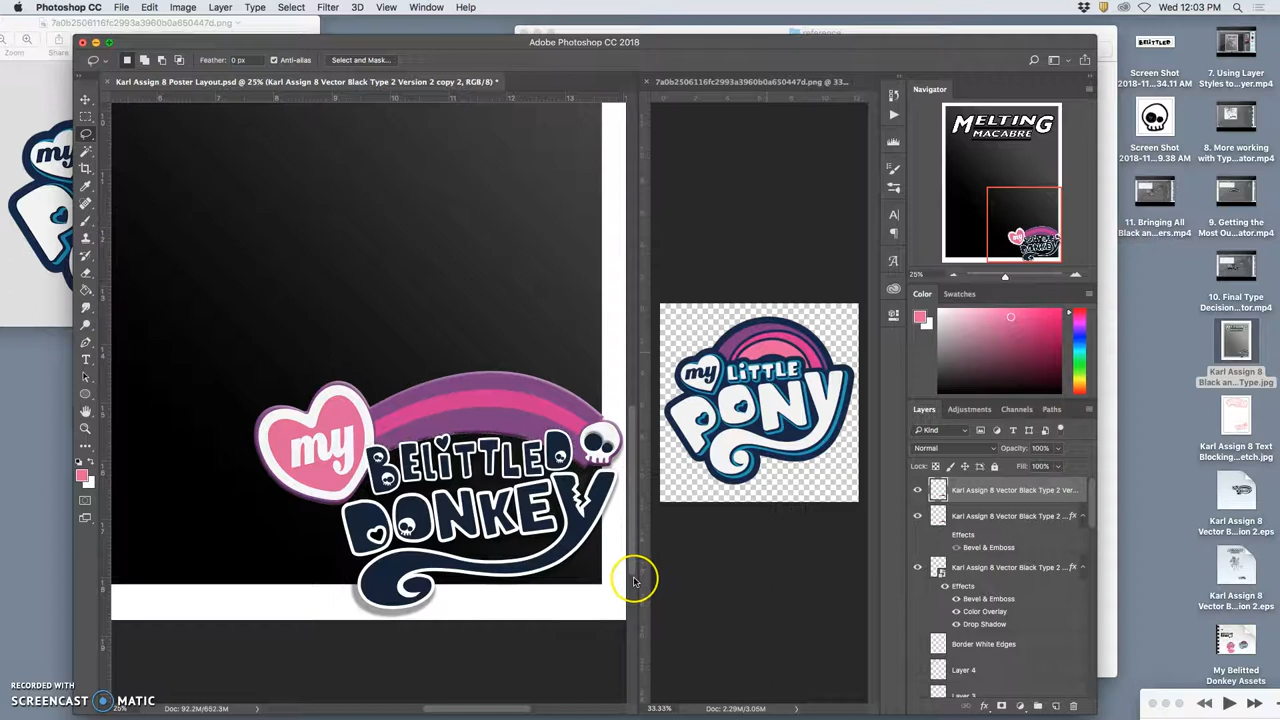 Photoshop CC File Edit Image Layer Type Select Filter 3D View Window Help Wed 12:03 PM
7a0b2506116fc2993a3960b0a650447d.png
reference
Zoom Share
Adobe Photoshop CC 2018
Feather: 0 px Anti-alias Select and Mask...
Karl Assign 8 Poster Layout.psd @ 25% (Karl Assign 8 Vector Black Type 2 Version 2 copy 2, RGB/8) *
7a0b2506116fc2993a3960b0a650447d.png @ 33...
my
my
BELITTLED
DONKEY
my LITTLE
PONY
Navigator
MELTING
MACABRE
my
25%
Color Swatches
Layers Adjustments Channels Paths
Kind
Normal Opacity: 100%
Lock: Fill: 100%
Karl Assign 8 Vector Black Type 2 Ver...
Karl Assign 8 Vector Black Type 2 ... fx
Effects
Bevel & Emboss
Karl Assign 8 Vector Black Type 2 ... fx
Effects
Bevel & Emboss
Color Overlay
Drop Shadow
Border White Edges
Layer 4
Layer 3
25% Doc: 92.2M/652.3M
33.33% Doc: 2.29M/3.05M
BELITTLED
Screen Shot
2018-11...34.11 AM
7. Using Layer
Styles to...yer.mp4
Screen Shot
2018-11...9.38 AM
8. More working
with Typ...ator.mp4
11. Bringing All
Black an...ers.mp4
9. Getting the
Most Ou...ator.mp4
10. Final Type
Decision...tor.mp4
Karl Assign 8
Black an...Type.jpg
Karl Assign 8 Text
Blocking...etch.jpg
Karl Assign 8
Vector B...ion.eps
Karl Assign 8
Vector B...ion 2.eps
My Belitted
Donkey Assets
RECORDED WITH
SCREENCAST MATIC